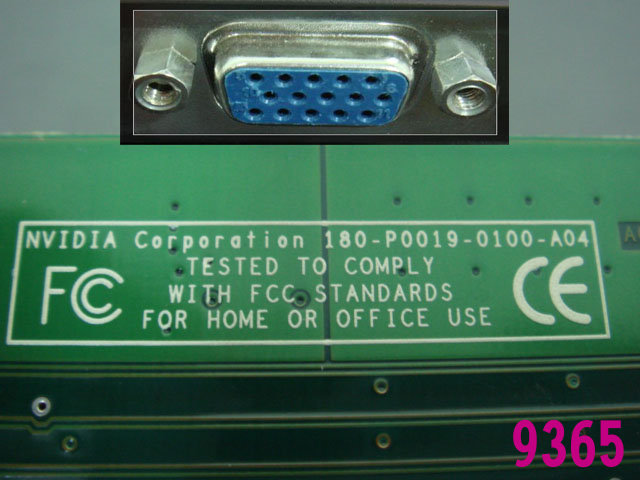 NVIDIA Corporation 180-P0019-0100-A04
FC TESTED TO COMPLY CE
WITH FCC STANDARDS
FOR HOME OR OFFICE USE
9365